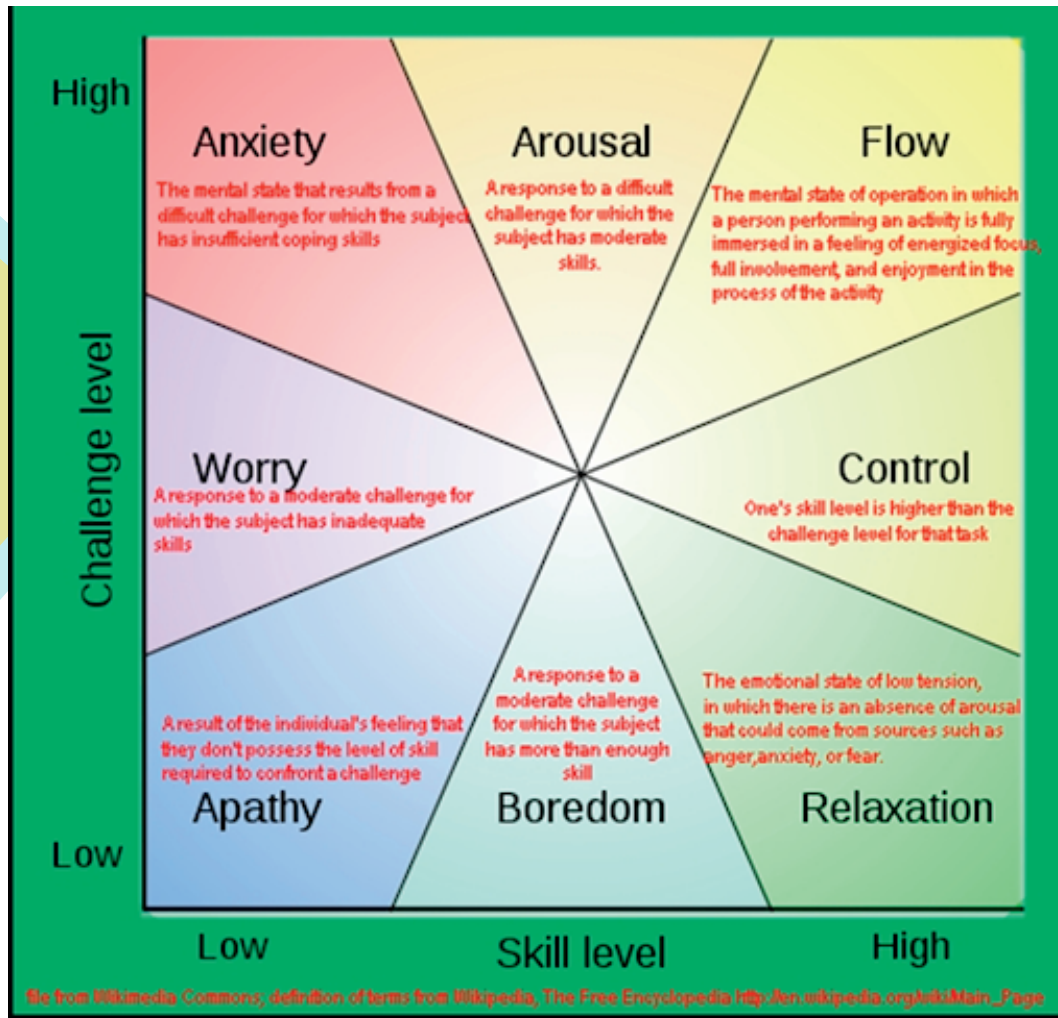 High
Anxiety
The mental state that results from a
difficult challenge for which the subject
has insufficient coping skills
Arousal
A response to a difficult
challenge for which the
subject has moderate
skills.
Flow
The mental state of operation in which
a person performing an activity is fully
immersed in a feeling of energized focus,
full involvement, and enjoyment in the
process of the activity
Challenge level
Worry
A response to a moderate challenge for
which the subject has inadequate
skills
Control
One's skill level is higher than the
challenge level for that task
A result of the individual's feeling that
they don't possess the level of skill
required to confront a challenge
Apathy
A response to a
moderate challenge
for which the subject
has more than enough
skill
Boredom
The emotional state of low tension,
in which there is an absence of arousal
that could come from sources such as
anger,anxiety, or fear.
Relaxation
Low
Low
Skill level
High
file from Wikimedia Commons; definition of terms from Wikipedia, The Free Encyclopedia http://en.wikipedia.org/wiki/Main_Page